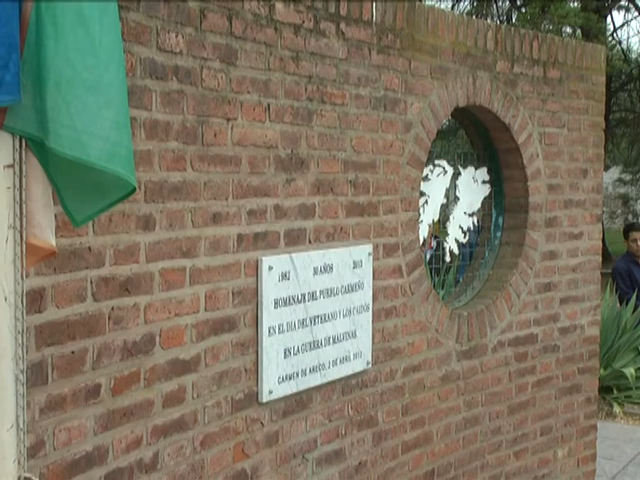 1982 30 AÑOS 2012
HOMENAJE DEL PUEBLO CARMEÑO
EN EL DIA DEL VETERANO Y LOS CAIDOS
EN LA GUERRA DE MALVINAS
CARMEN DE ARECO, 2 DE ABRIL 2012